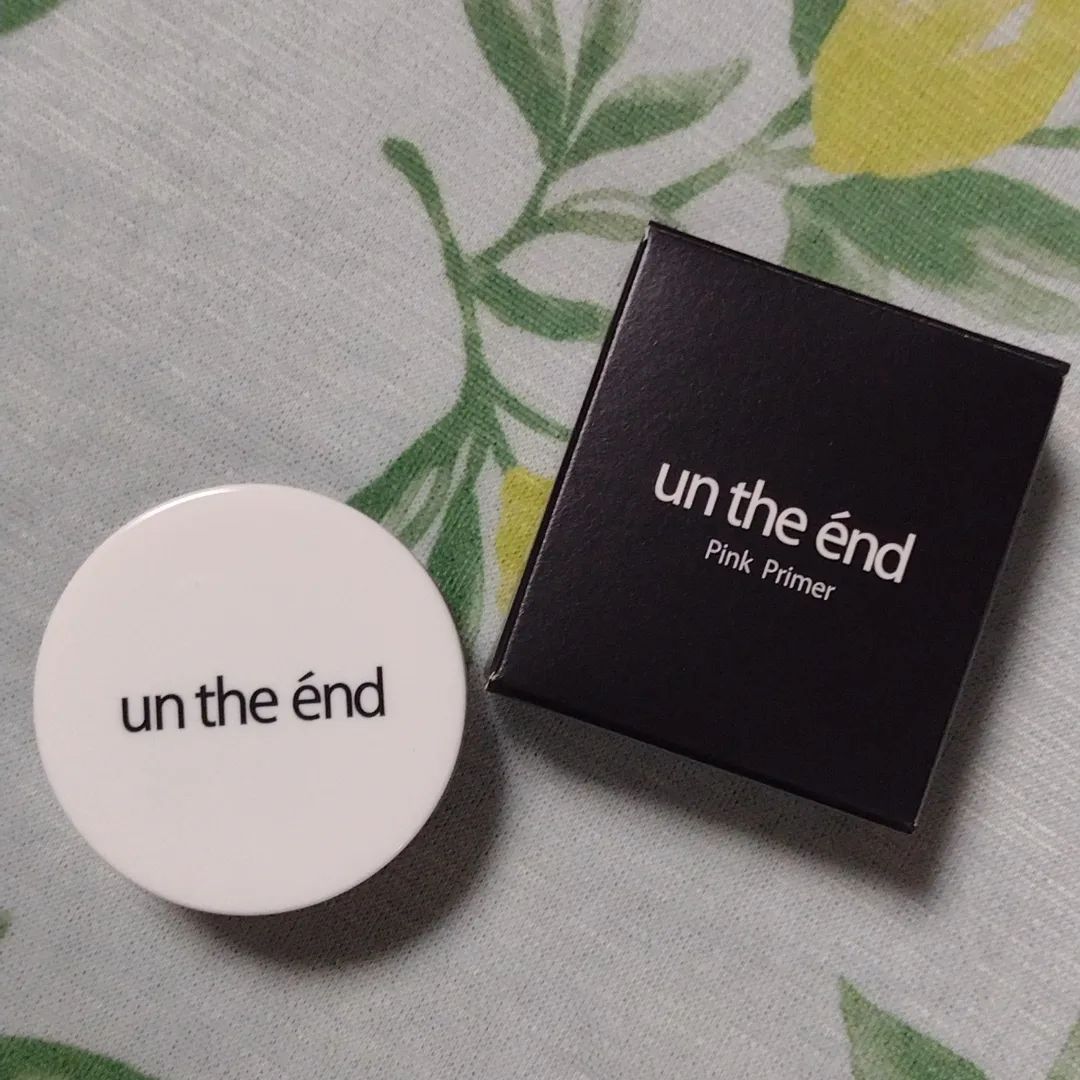 un the énd
Pink Primer
un the énd